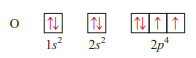 O ↑↓ ↑↓ ↑↓ ↑ ↑
1s² 2s² 2p⁴